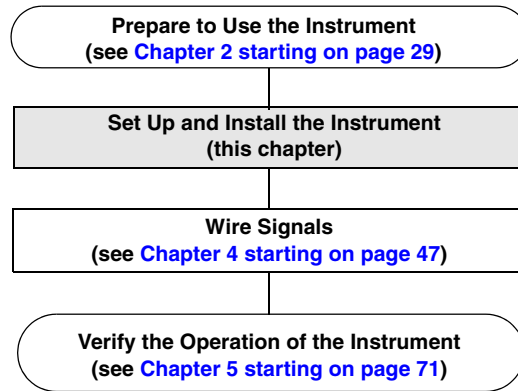 Prepare to Use the Instrument
(see Chapter 2 starting on page 29)
Set Up and Install the Instrument
(this chapter)
Wire Signals
(see Chapter 4 starting on page 47)
Verify the Operation of the Instrument
(see Chapter 5 starting on page 71)